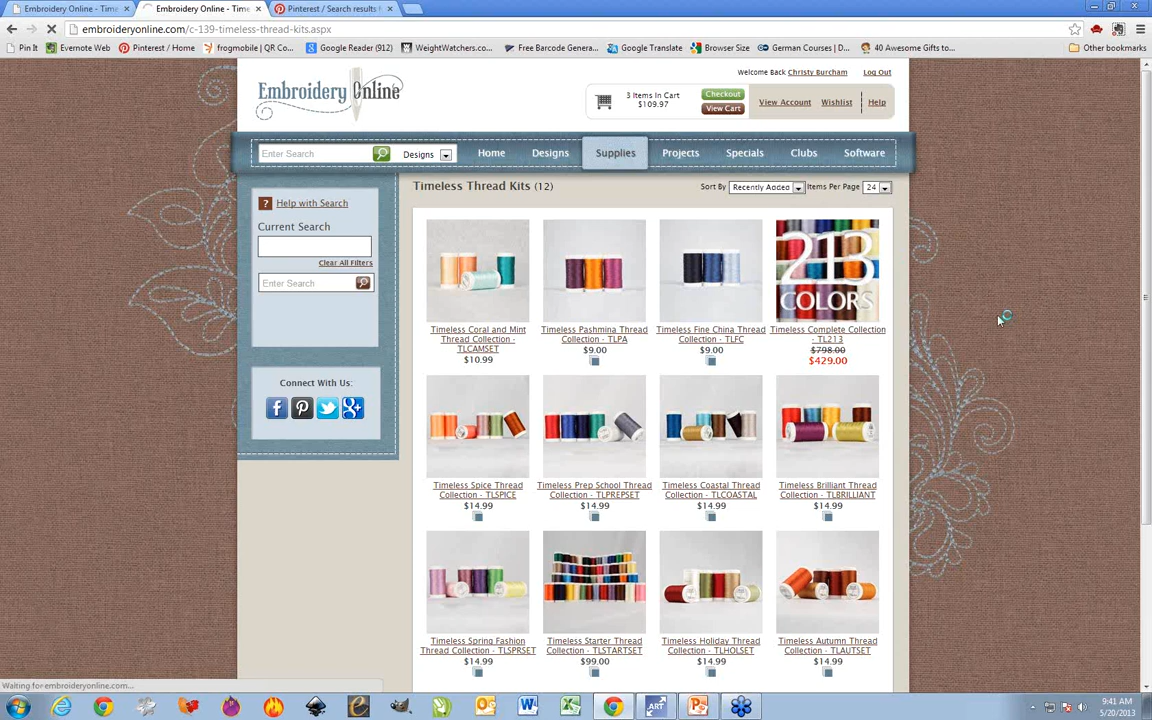 Embroidery Online - Time
Embroidery Online - Time
Pinterest / Search results f
embroideryonline.com/c-139-timeless-thread-kits.aspx
Pin It
Evernote Web
Pinterest / Home
frogmobile | QR Co...
Google Reader (912)
WeightWatchers.co...
Free Barcode Genera...
Google Translate
Browser Size
German Courses | D...
40 Awesome Gifts to...
Other bookmarks
Embroidery Online
Welcome Back Christy Burcham Log Out
3 Items In Cart
$109.97
Checkout
View Cart
View Account Wishlist Help
Enter Search Designs
Home Designs Supplies Projects Specials Clubs Software
? Help with Search
Current Search
Clear All Filters
Enter Search
Connect With Us:
Timeless Thread Kits (12)
Sort By Recently Added Items Per Page 24
Timeless Coral and Mint
Thread Collection -
TLCAMSET
$10.99
Timeless Pashmina Thread
Collection - TLPA
$9.00
Timeless Fine China Thread
Collection - TLFC
$9.00
213
COLORS
Timeless Complete Collection
- TL213
$798.00
$429.00
Timeless Spice Thread
Collection - TLSPICE
$14.99
Timeless Prep School Thread
Collection - TLPREPSET
$14.99
Timeless Coastal Thread
Collection - TLCOASTAL
$14.99
Timeless Brilliant Thread
Collection - TLBRILLIANT
$14.99
Timeless Spring Fashion
Thread Collection - TLSPRSET
$14.99
Timeless Starter Thread
Collection - TLSTARTSET
$99.00
Timeless Holiday Thread
Collection - TLHOLSET
$14.99
Timeless Autumn Thread
Collection - TLAUTSET
$14.99
Waiting for embroideryonline.com...
ART
9:41 AM
5/20/2013